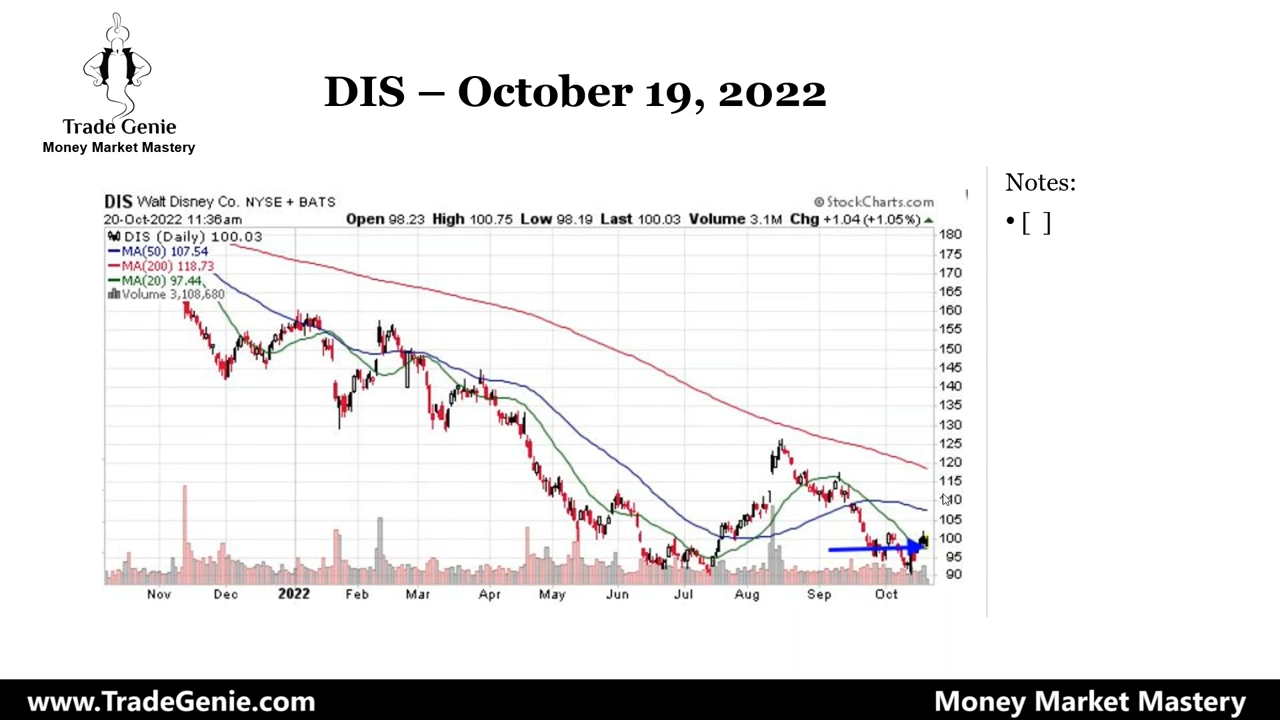 Trade Genie
Money Market Mastery
DIS – October 19, 2022
Notes:
• [ ]
DIS Walt Disney Co. NYSE + BATS
© StockCharts.com
20-Oct-2022 11:36am
Open 98.23 High 100.75 Low 98.19 Last 100.03 Volume 3.1M Chg +1.04 (+1.05%)
DIS (Daily) 100.03
MA(50) 107.54
MA(200) 118.73
MA(20) 97.44
Volume 3,108,680
180
175
170
165
160
155
150
145
140
135
130
125
120
115
110
105
100
95
90
Nov Dec 2022 Feb Mar Apr May Jun Jul Aug Sep Oct
www.TradeGenie.com
Money Market Mastery